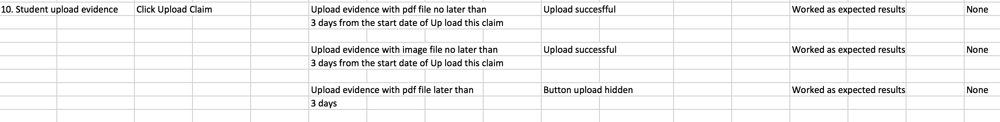 10. Student upload evidence Click Upload Claim Upload evidence with pdf file no later than Upload succesfful Worked as expected results None
3 days from the start date of Up load this claim
Upload evidence with image file no later than Upload successful Worked as expected results None
3 days from the start date of Up load this claim
Upload evidence with pdf file later than Button upload hidden Worked as expected results None
3 days